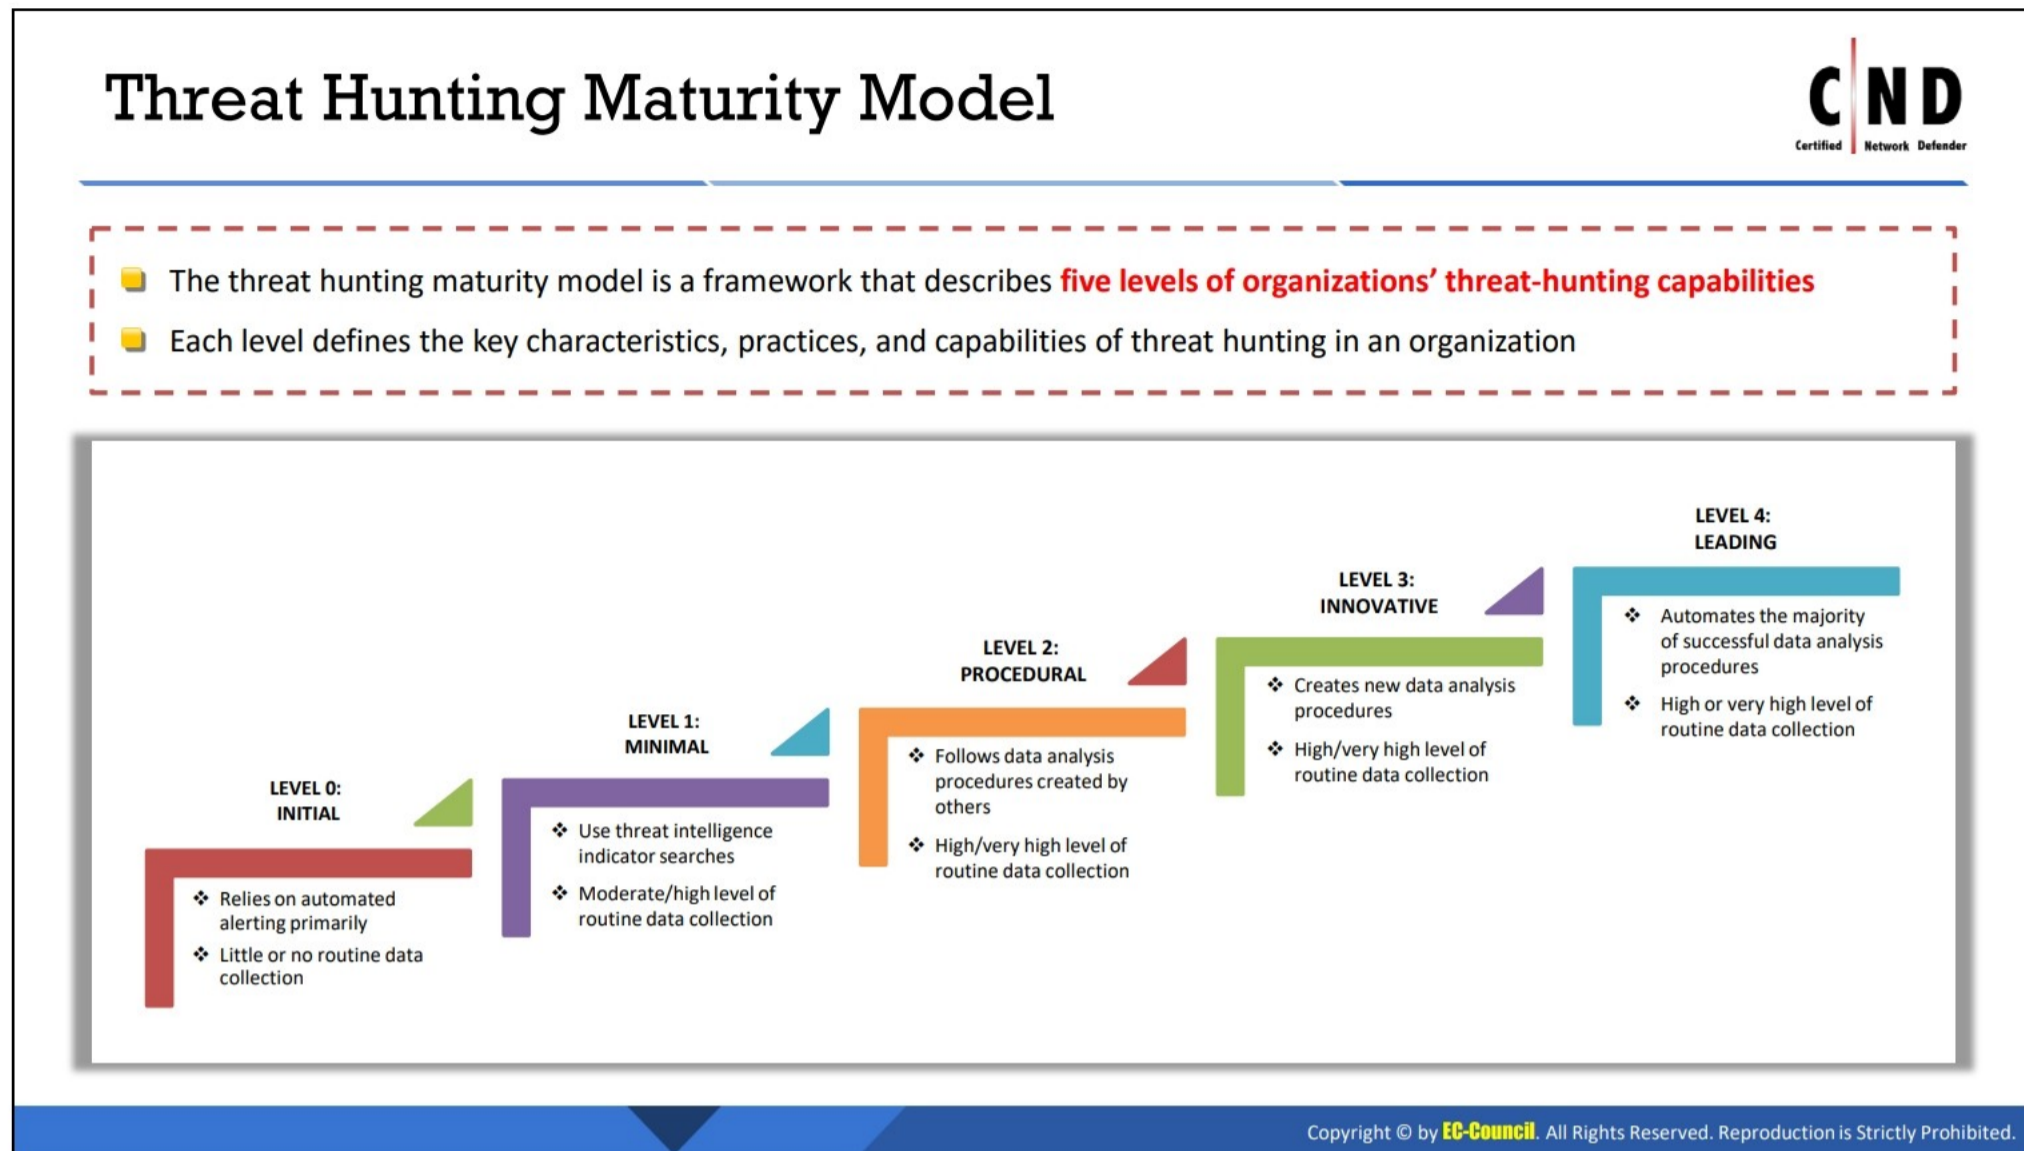 Threat Hunting Maturity Model
C N D
Certified Network Defender
The threat hunting maturity model is a framework that describes five levels of organizations’ threat-hunting capabilities
Each level defines the key characteristics, practices, and capabilities of threat hunting in an organization
LEVEL 0:
INITIAL
❖ Relies on automated
alerting primarily
❖ Little or no routine data
collection
LEVEL 1:
MINIMAL
❖ Use threat intelligence
indicator searches
❖ Moderate/high level of
routine data collection
LEVEL 2:
PROCEDURAL
❖ Follows data analysis
procedures created by
others
❖ High/very high level of
routine data collection
LEVEL 3:
INNOVATIVE
❖ Creates new data analysis
procedures
❖ High/very high level of
routine data collection
LEVEL 4:
LEADING
❖ Automates the majority
of successful data analysis
procedures
❖ High or very high level of
routine data collection
Copyright © by EC-Council. All Rights Reserved. Reproduction is Strictly Prohibited.